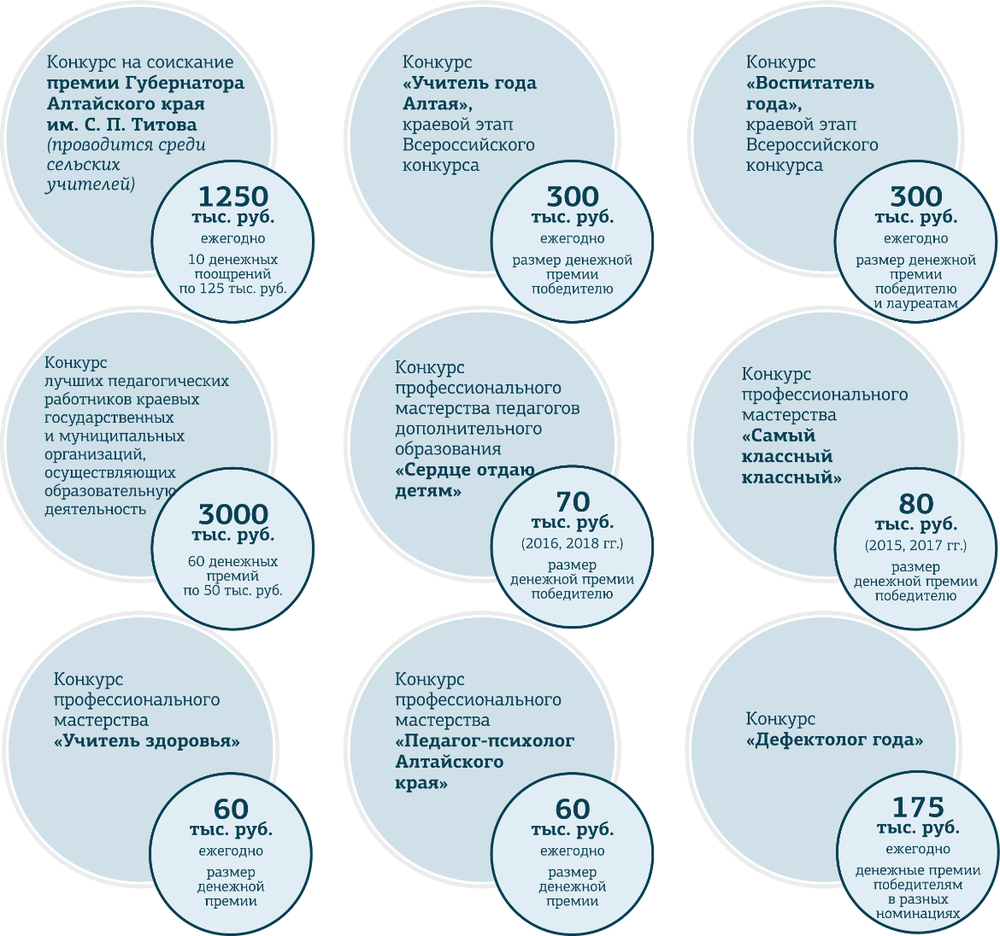 Конкурс на соискание
премии Губернатора
Алтайского края
им. С. П. Титова
(проводится среди
сельских
учителей)
1250
тыс. руб.
ежегодно
10 денежных
поощрений
по 125 тыс. руб.
Конкурс
«Учитель года
Алтая»,
краевой этап
Всероссийского
конкурса
300
тыс. руб.
ежегодно
размер денежной
премии
победителю
Конкурс
«Воспитатель
года»,
краевой этап
Всероссийского
конкурса
300
тыс. руб.
ежегодно
размер денежной
премии
победителю
и лауреатам
Конкурс
лучших педагогических
работников краевых
государственных
и муниципальных
организаций,
осуществляющих
образовательную
деятельность
3000
тыс. руб.
60 денежных
премий
по 50 тыс. руб.
Конкурс
профессионального
мастерства педагогов
дополнительного
образования
«Сердце отдаю
детям»
70
тыс. руб.
(2016, 2018 гг.)
размер
денежной премии
победителю
Конкурс
профессионального
мастерства
«Самый
классный
классный»
80
тыс. руб.
(2015, 2017 гг.)
размер
денежной премии
победителю
Конкурс
профессионального
мастерства
«Учитель здоровья»
60
тыс. руб.
ежегодно
размер
денежной
премии
Конкурс
профессионального
мастерства
«Педагог-психолог
Алтайского
края»
60
тыс. руб.
ежегодно
размер
денежной
премии
Конкурс
«Дефектолог года»
175
тыс. руб.
ежегодно
денежные премии
победителям
в разных
номинациях